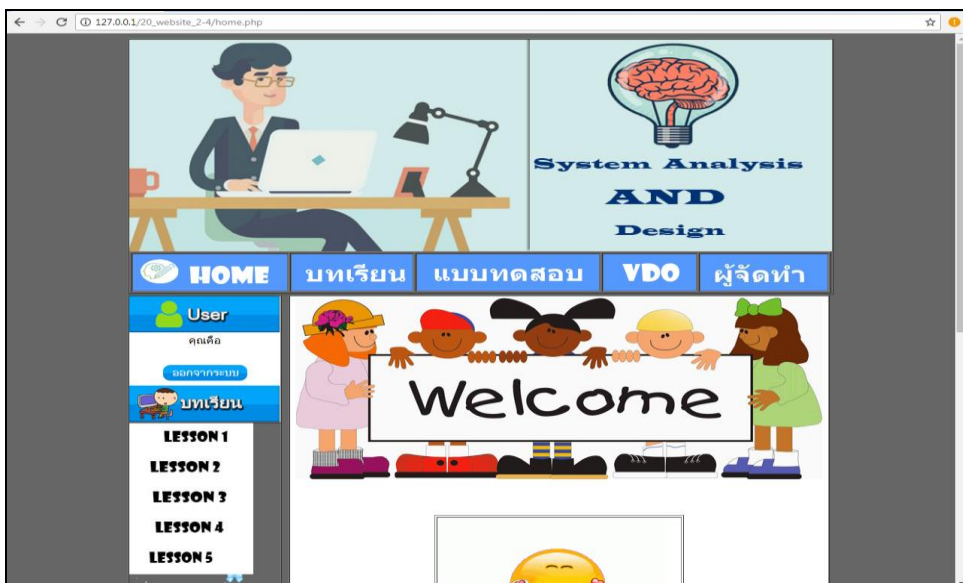 127.0.0.1/20_website_2-4/home.php
System Analysis
AND
Design
HOME
บทเรียน
แบบทดสอบ
VDO
ผู้จัดทำ
User
คุณคือ
ออกจากระบบ
บทเรียน
LESSON 1
LESSON 2
LESSON 3
LESSON 4
LESSON 5
Welcome